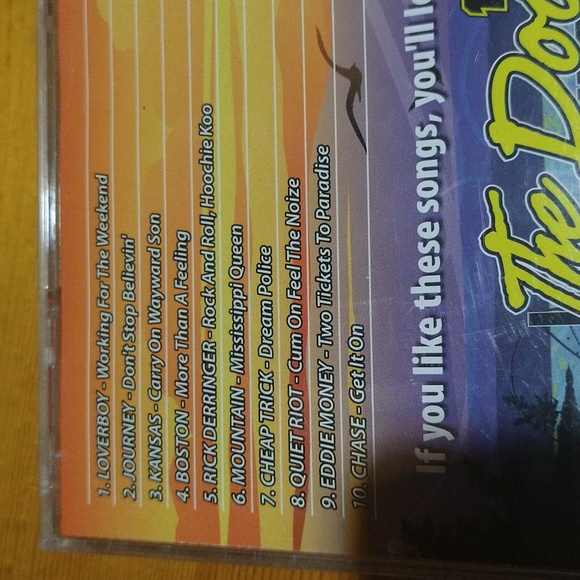 1. LOVERBOY - Working For The Weekend
2. JOURNEY - Don't Stop Believin'
3. KANSAS - Carry On Wayward Son
4. BOSTON - More Than A Feeling
5. RICK DERRINGER - Rock And Roll, Hoochie Koo
6. MOUNTAIN - Mississippi Queen
7. CHEAP TRICK - Dream Police
8. QUIET RIOT - Cum On Feel The Noize
9. EDDIE MONEY - Two Tickets To Paradise
10. CHASE - Get It On
If you like these songs, you'll
The